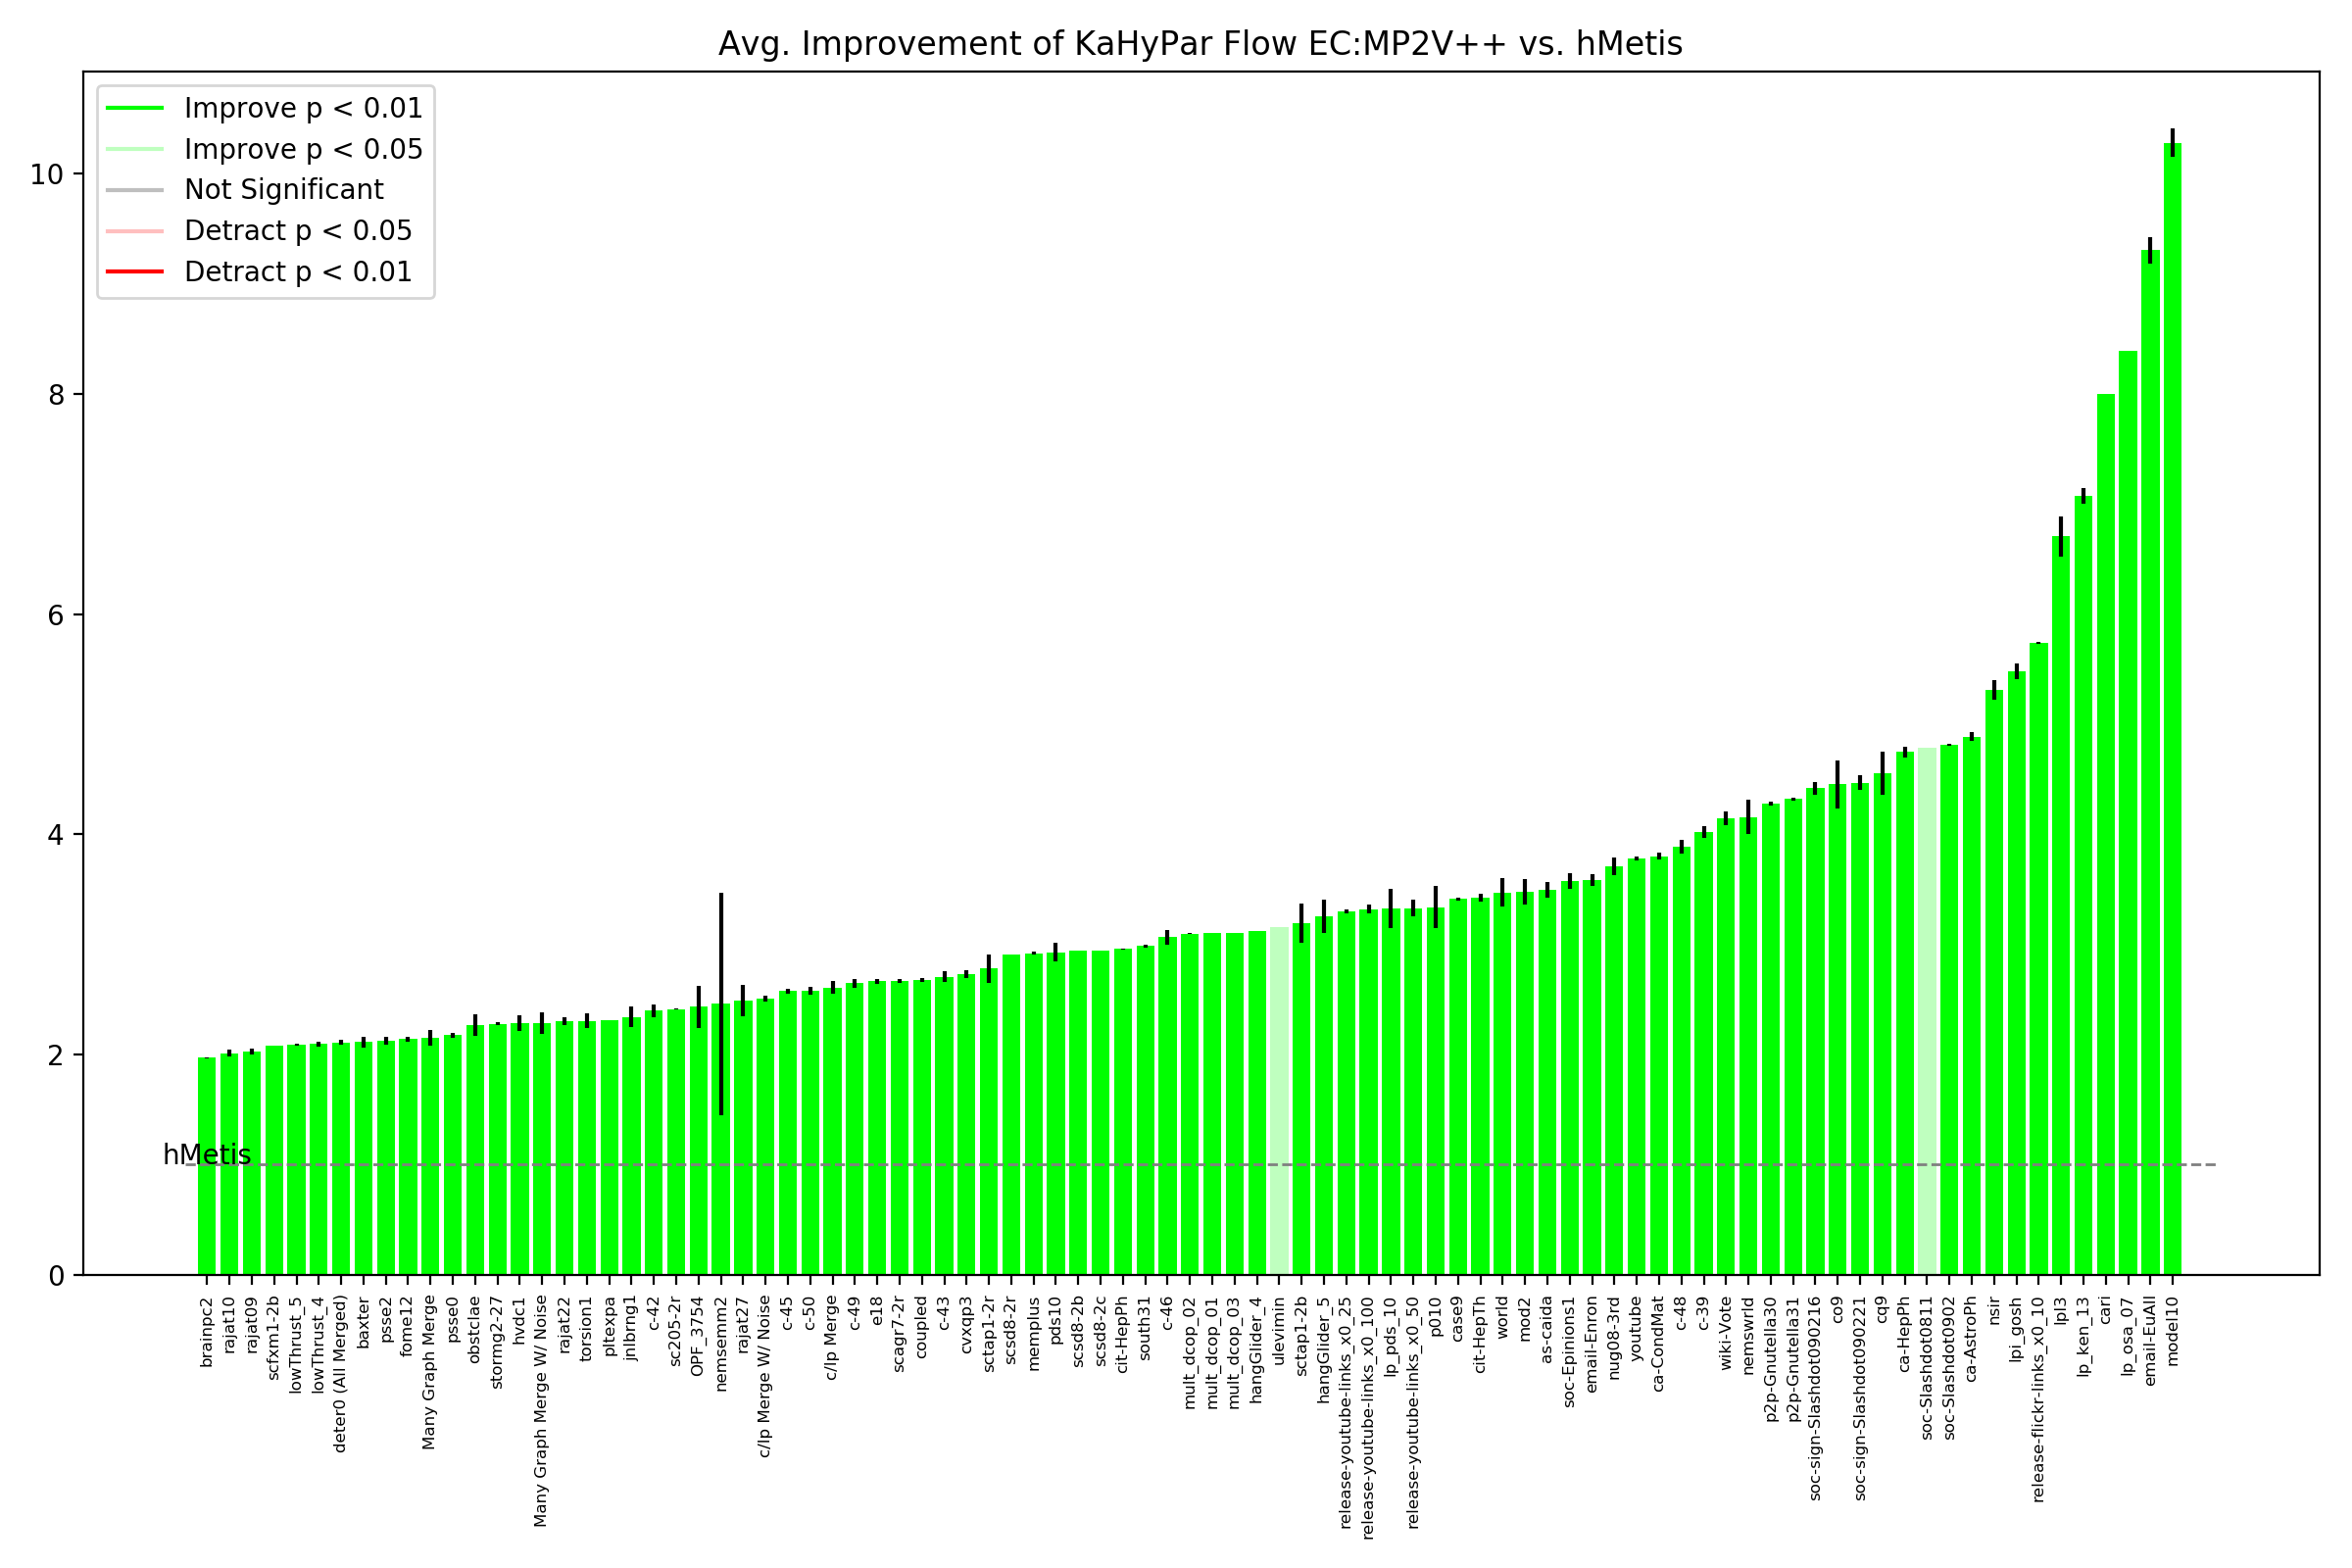 Avg. Improvement of KaHyPar Flow EC:MP2V++ vs. hMetis
Improve p < 0.01
Improve p < 0.05
Not Significant
Detract p < 0.05
Detract p < 0.01
10
8
6
4
2
0
hMetis
brainpc2
rajat10
rajat09
scfxm1-2b
lowThrust_5
lowThrust_4
deter0 (All Merged)
baxter
psse2
fome12
Many Graph Merge
psse0
obstclae
stormg2-27
hvdc1
Many Graph Merge W/ Noise
rajat22
torsion1
pltexpa
jnlbrng1
c-42
sc205-2r
OPF_3754
nemsemm2
rajat27
c/lp Merge W/ Noise
c-45
c-50
c/lp Merge
c-49
e18
scagr7-2r
coupled
c-43
cvxqp3
sctap1-2r
scsd8-2r
memplus
pds10
scsd8-2b
scsd8-2c
cit-HepPh
south31
c-46
mult_dcop_02
mult_dcop_01
mult_dcop_03
hangGlider_4
ulevimin
sctap1-2b
hangGlider_5
release-youtube-links_x0_25
release-youtube-links_x0_100
lp_pds_10
release-youtube-links_x0_50
p010
case9
cit-HepTh
world
mod2
as-caida
soc-Epinions1
email-Enron
nug08-3rd
youtube
ca-CondMat
c-48
c-39
wiki-Vote
nemswrld
p2p-Gnutella30
p2p-Gnutella31
soc-sign-Slashdot090216
co9
soc-sign-Slashdot090221
cq9
ca-HepPh
soc-Slashdot0811
soc-Slashdot0902
ca-AstroPh
nsir
lpi_gosh
release-flickr-links_x0_10
lpl3
lp_ken_13
cari
lp_osa_07
email-EuAll
model10